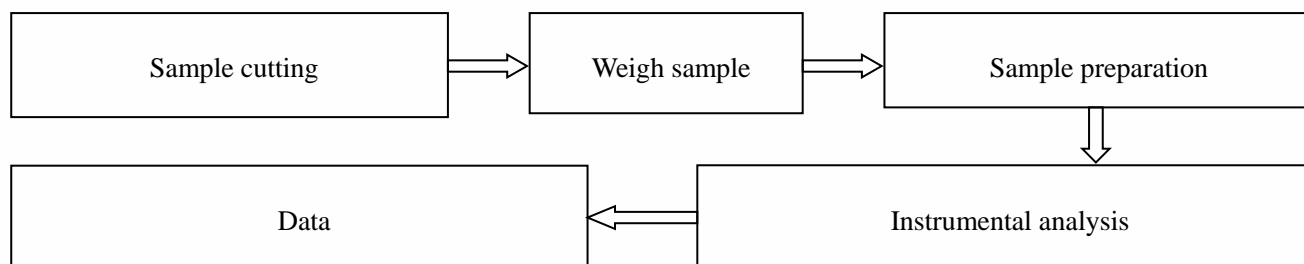 Sample cutting
Weigh sample
Sample preparation
Instrumental analysis
Data